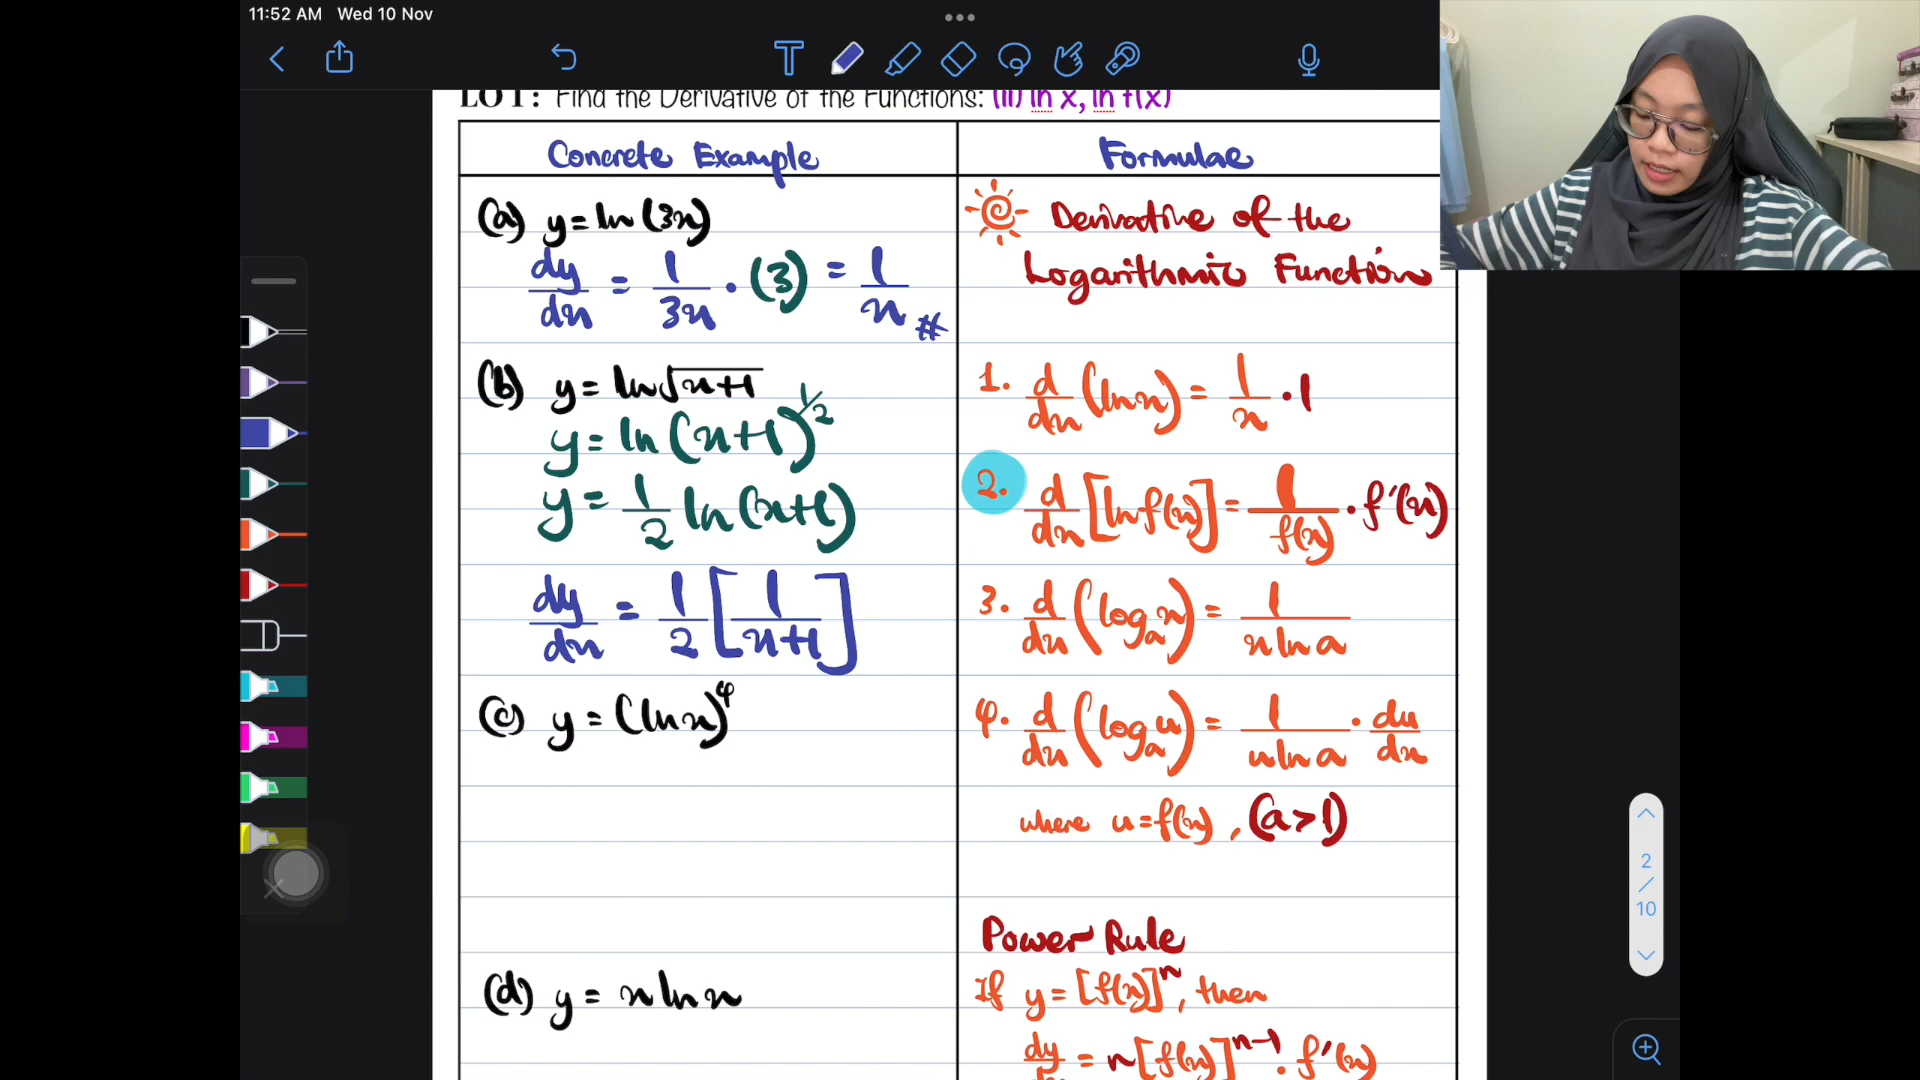 11:52 AM Wed 10 Nov
LOT: Find the Derivative of the Functions: (ii) ln x, ln f(x)
Concrete Example
(a) y = ln (3x)
dy/dx = 1/3x · (3) = 1/x #
(b) y = ln √x+1
y = ln (x+1)^1/2
y = 1/2 ln (x+1)
dy/dx = 1/2 [1/x+1]
(c) y = (ln x)^4
(d) y = x ln x
Formulae
Derivative of the
Logarithmic Function
1. d/dx (ln x) = 1/x · 1
2. d/dx [ln f(x)] = 1/f(x) · f'(x)
3. d/dx (log_a x) = 1/x ln a
4. d/dx (log_a u) = 1/u ln a · du/dx
where u = f(x), (a > 1)
Power Rule
If y = [f(x)]^n, then
dy/dx = n [f(x)]^n-1 · f'(x)
2
/
10